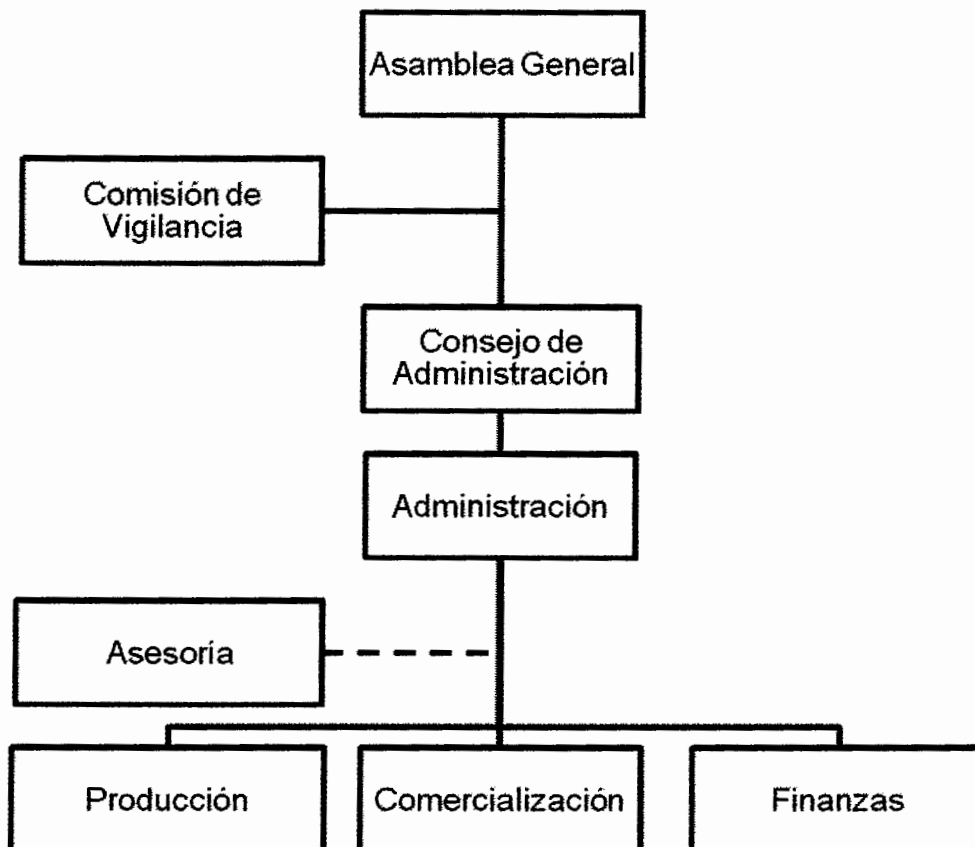 Asamblea General
Comisión de
Vigilancia
Consejo de
Administración
Administración
Asesoría
Producción
Comercialización
Finanzas